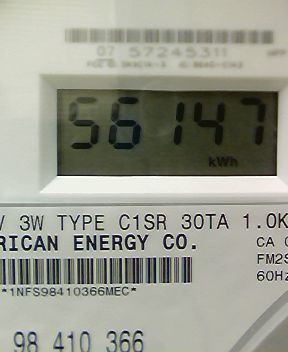 07 57245311
56147
kWh
V 3W TYPE C1SR 30TA 1.0K
RICAN ENERGY CO.
CA
FM2S
60Hz
*1NFS98410366MEC*
98 410 366